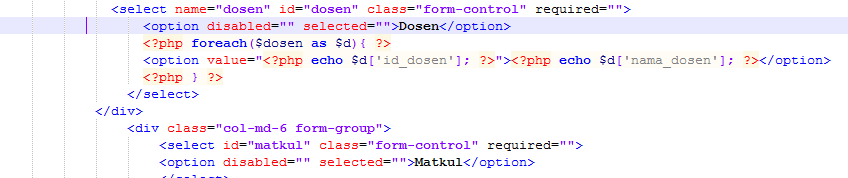 <select name="dosen" id="dosen" class="form-control" required="">
<option disabled="" selected="">Dosen</option>
<?php foreach($dosen as $d){ ?>
<option value="<?php echo $d['id_dosen']; ?>"><?php echo $d['nama_dosen']; ?></option>
<?php } ?>
</select>
</div>
<div class="col-md-6 form-group">
<select id="matkul" class="form-control" required="">
<option disabled="" selected="">Matkul</option>
</select>